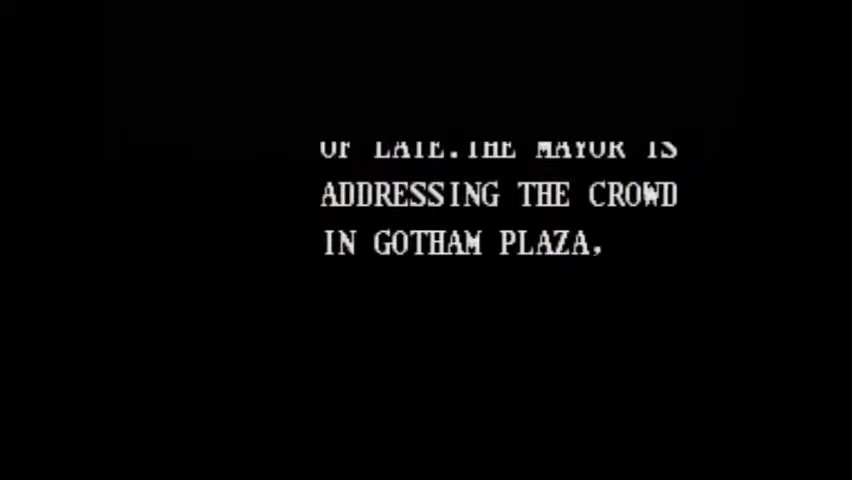 OF LATE.THE MAYOR IS
ADDRESSING THE CROWD
IN GOTHAM PLAZA,